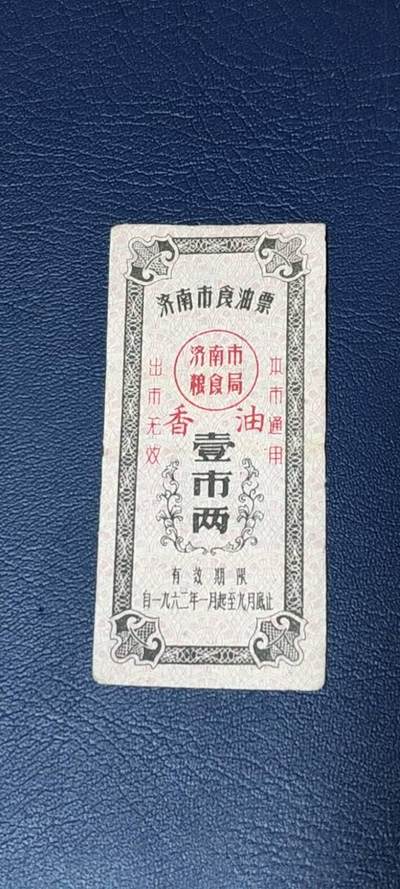 济南市食油票
济南市
粮食局
本市通用
出市无效
香油
壹市两
有效期限
自一九六二年一月起至九月底止